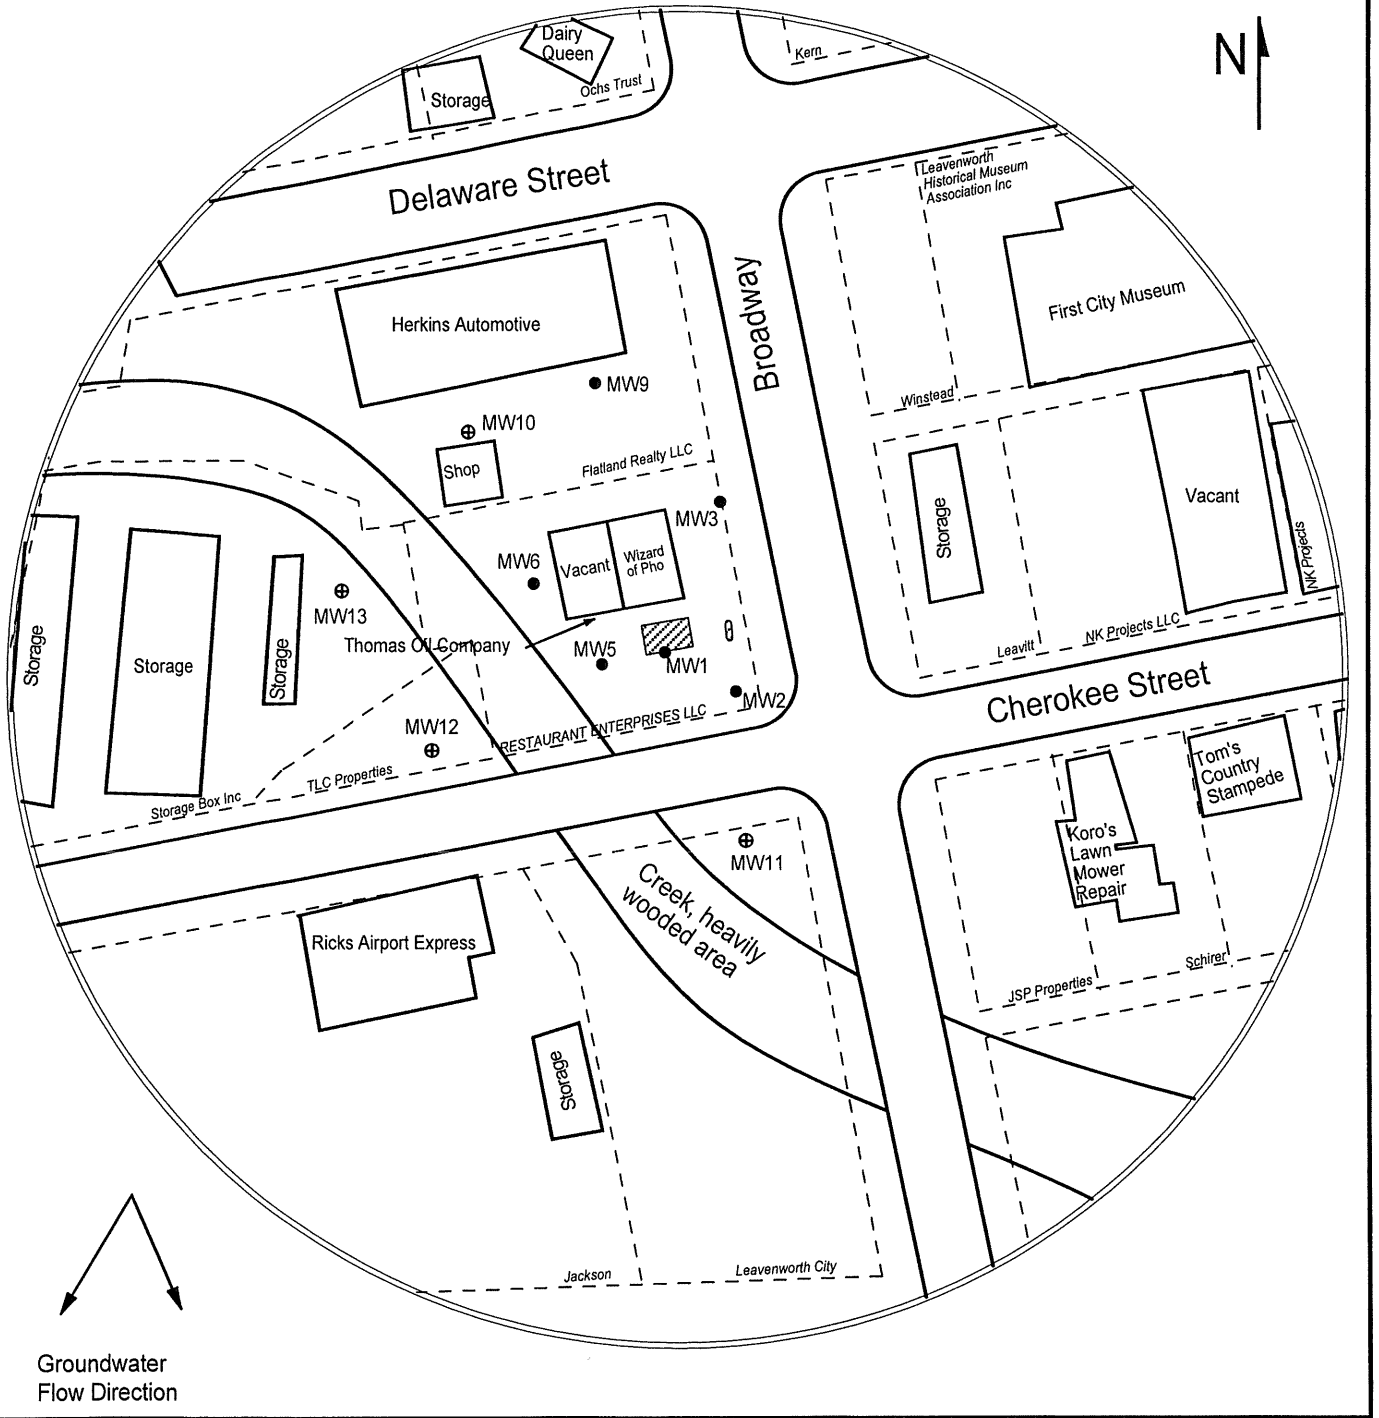 Dairy
Queen
Kern
N
Storage
Ochs Trust
Delaware Street
Leavenworth
Historical Museum
Association Inc
Broadway
First City Museum
Herkins Automotive
MW9
Winstead
MW10
Shop
Flatland Realty LLC
MW3
Vacant
Storage
NK Projects
MW6
Vacant
Wizard
of Pho
MW13
Thomas Oil Company
MW5
MW1
MW2
Storage
Storage
Storage
Leavitt
NK Projects LLC
Cherokee Street
MW12
RESTAURANT ENTERPRISES LLC
TLC Properties
Storage Box Inc
Tom's
Country
Stampede
Koro's
Lawn
Mower
Repair
MW11
Creek, heavily
wooded area
Ricks Airport Express
JSP Properties
Schirer
Storage
Jackson
Leavenworth City
Groundwater
Flow Direction